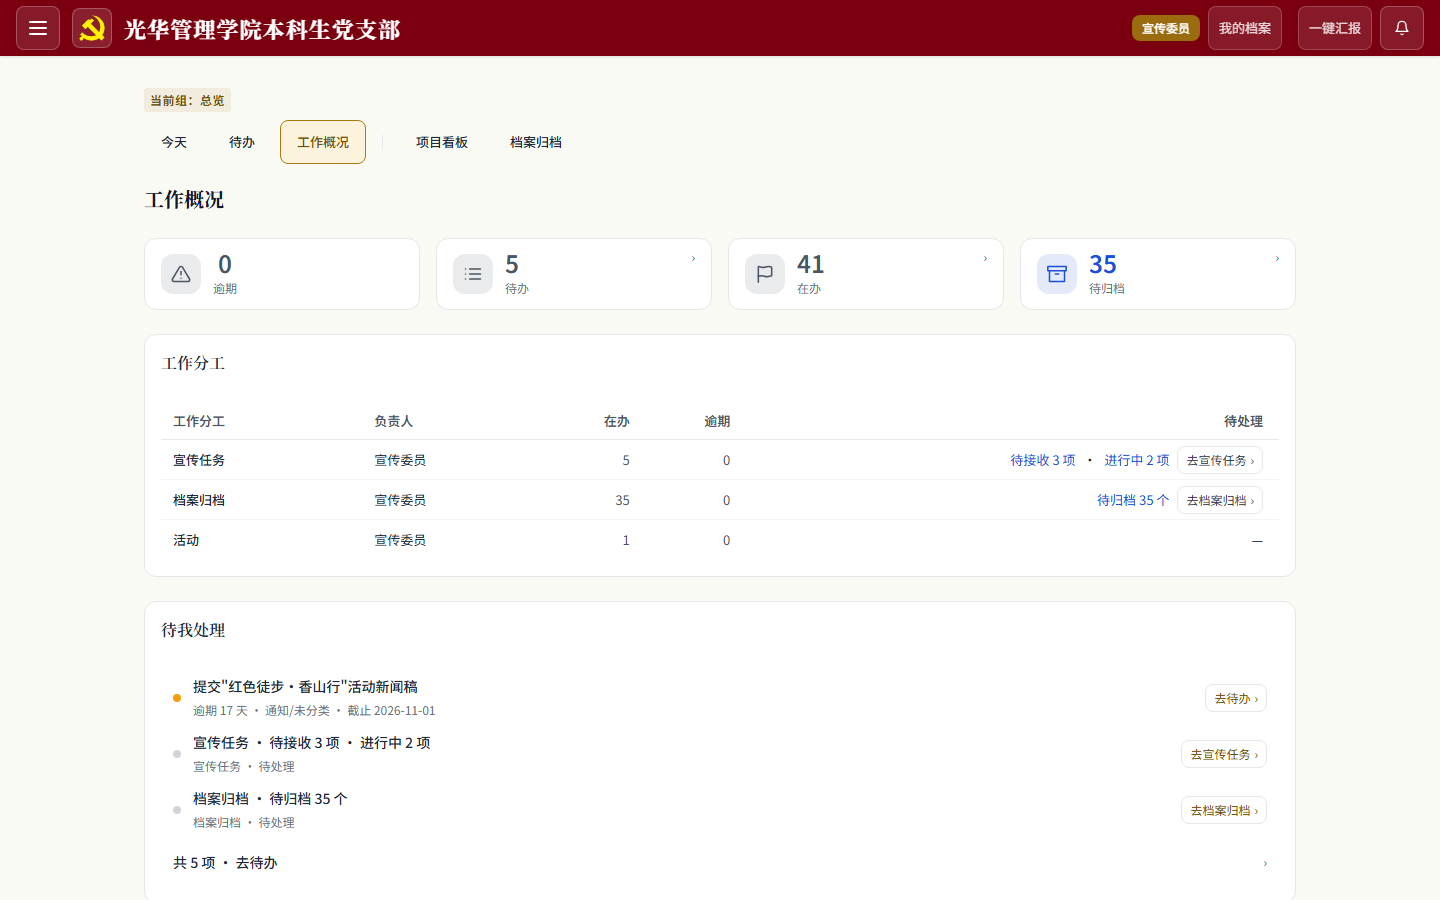 光华管理学院本科生党支部
宣传委员
我的档案
一键汇报
当前组：总览
今天
待办
工作概况
项目看板
档案归档
工作概况
0
逾期
5
待办
›
41
在办
›
35
待归档
›
工作分工
工作分工 负责人 在办 逾期 待处理
宣传任务 宣传委员 5 0 待接收 3 项 · 进行中 2 项 去宣传任务 ›
档案归档 宣传委员 35 0 待归档 35 个 去档案归档 ›
活动 宣传委员 1 0 —
待我处理
提交"红色徒步·香山行"活动新闻稿
逾期 17 天 · 通知/未分类 · 截止 2026-11-01
去待办 ›
宣传任务 · 待接收 3 项 · 进行中 2 项
宣传任务 · 待处理
去宣传任务 ›
档案归档 · 待归档 35 个
档案归档 · 待处理
去档案归档 ›
共 5 项 · 去待办 ›